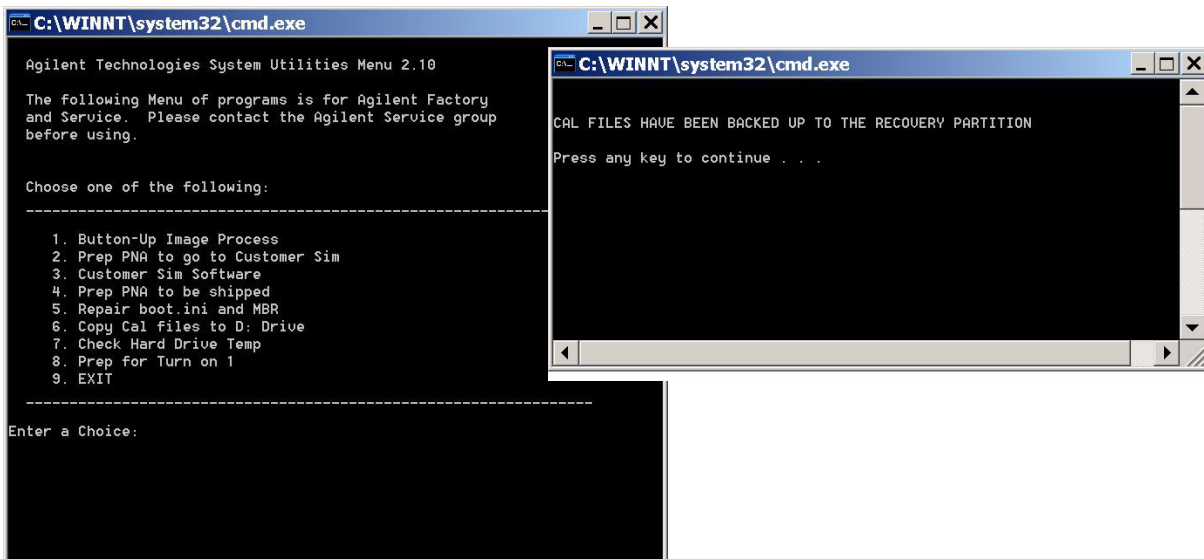 C:\WINNT\system32\cmd.exe
Agilent Technologies System Utilities Menu 2.10
The following Menu of programs is for Agilent Factory
and Service. Please contact the Agilent Service group
before using.
Choose one of the following:
1. Button-Up Image Process
2. Prep PNA to go to Customer Sim
3. Customer Sim Software
4. Prep PNA to be shipped
5. Repair boot.ini and MBR
6. Copy Cal files to D: Drive
7. Check Hard Drive Temp
8. Prep for Turn on 1
9. EXIT
Enter a Choice:
C:\WINNT\system32\cmd.exe
CAL FILES HAVE BEEN BACKED UP TO THE RECOVERY PARTITION
Press any key to continue . . .